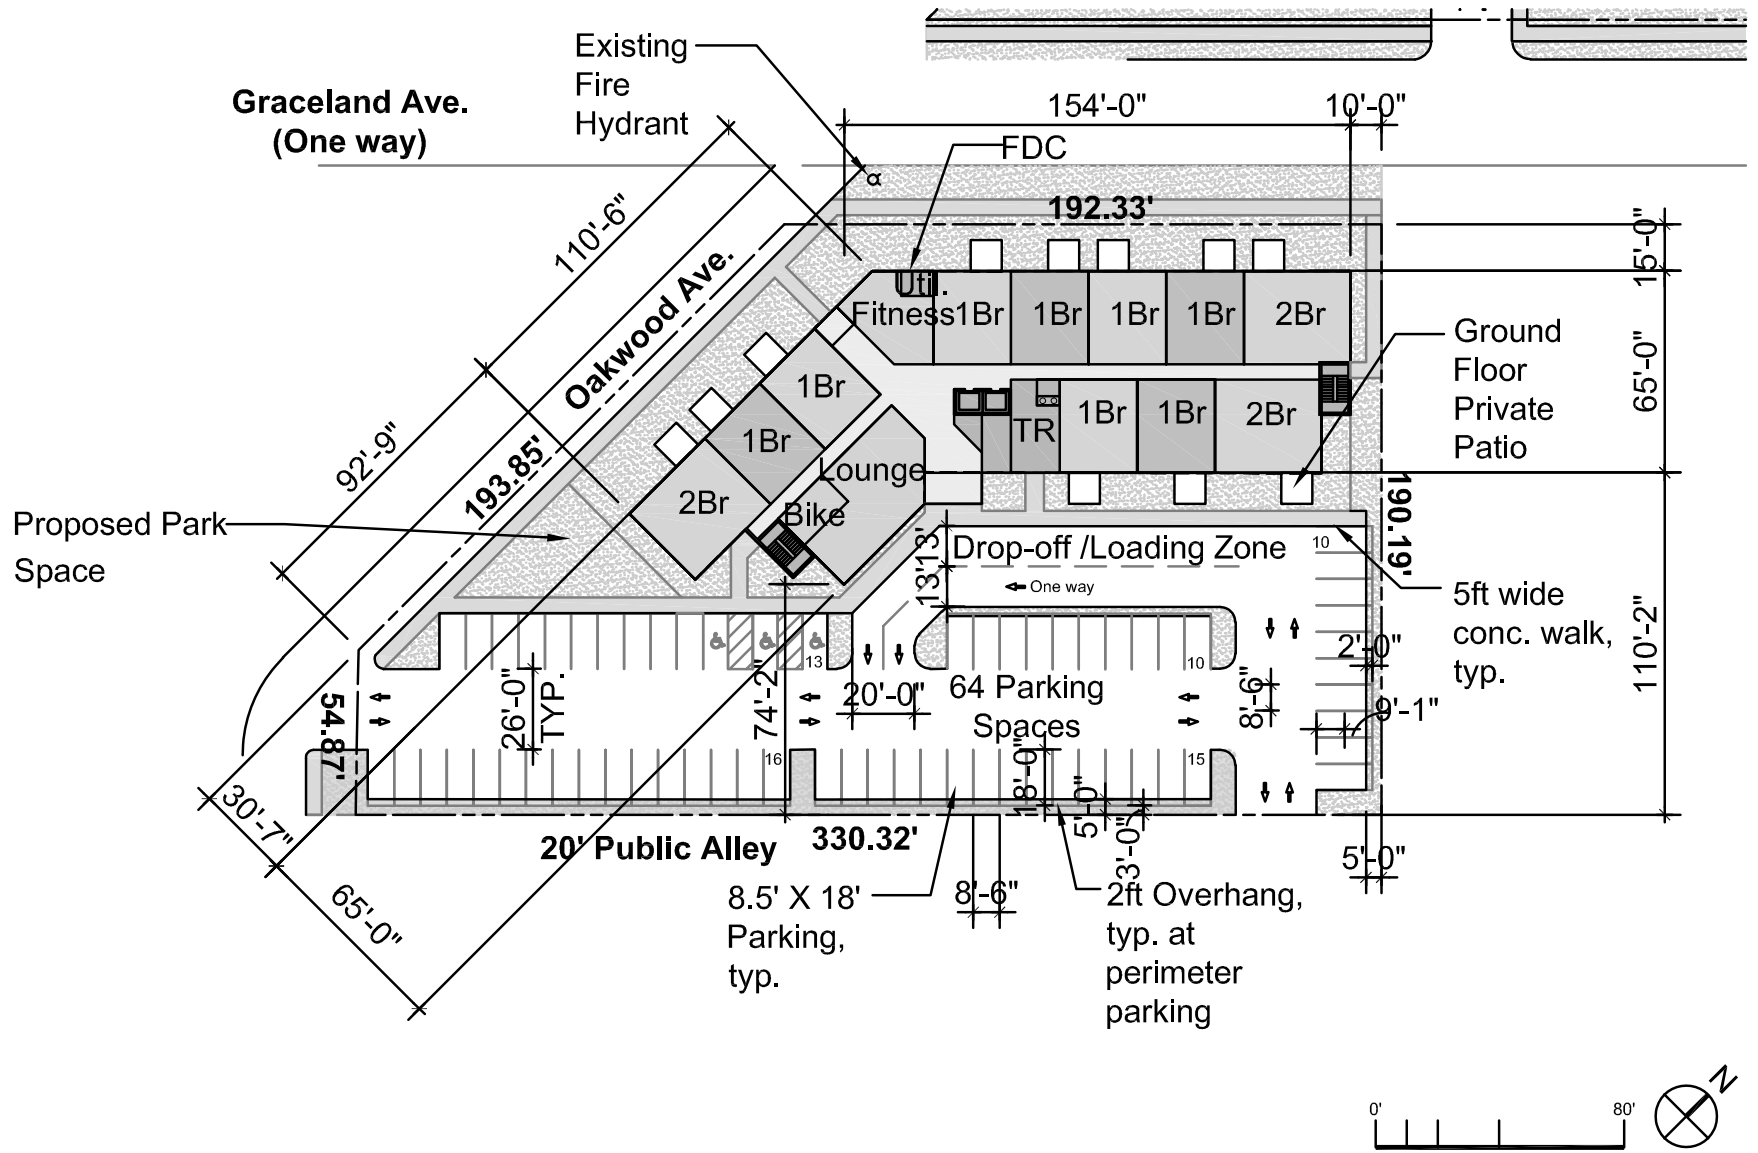 Existing
Fire
Hydrant
Graceland Ave.
(One way)
154'-0"
10'-0"
FDC
110'-6"
192.33'
15'-0"
Oakwood Ave.
Util.
Fitness
1Br
1Br
1Br
1Br
2Br
Ground
Floor
Private
Patio
65'-0"
1Br
1Br
2Br
TR
1Br
1Br
2Br
Lounge
Bike
92'-9"
193.85'
190.19'
Proposed Park
Space
13'
13'
Drop-off /Loading Zone
10
One way
5ft wide
conc. walk,
typ.
2'-0"
110'-2"
13
10
26'-0"
TYP.
74'-2"
20'-0"
64 Parking
Spaces
8'-6"
9'-1"
54.87'
16
15
18'-0"
5'-0"
3'-0"
30'-7"
20' Public Alley
330.32'
5'-0"
65'-0"
8.5' X 18'
Parking,
typ.
8'-6"
2ft Overhang,
typ. at
perimeter
parking
0'
80'
N